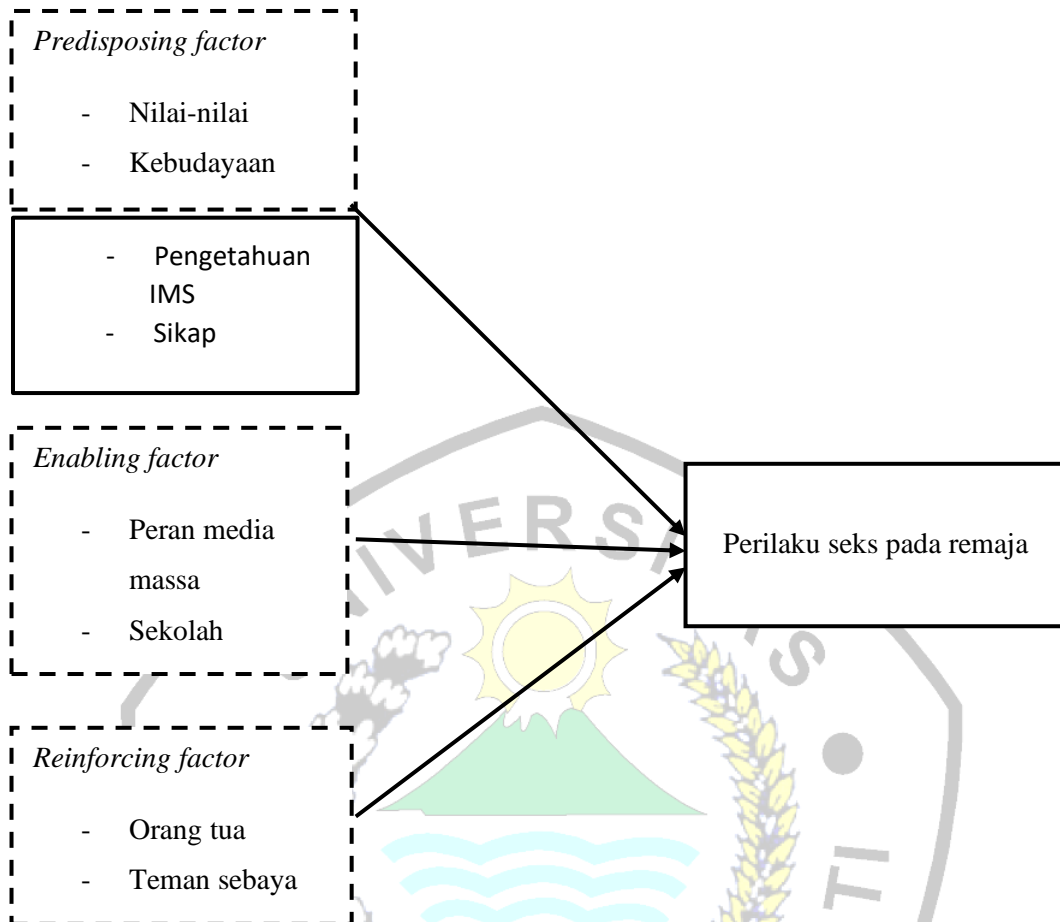 Predisposing factor
- Nilai-nilai
- Kebudayaan
- Pengetahuan
IMS
- Sikap
Enabling factor
- Peran media
massa
- Sekolah
Perilaku seks pada remaja
Reinforcing factor
- Orang tua
- Teman sebaya